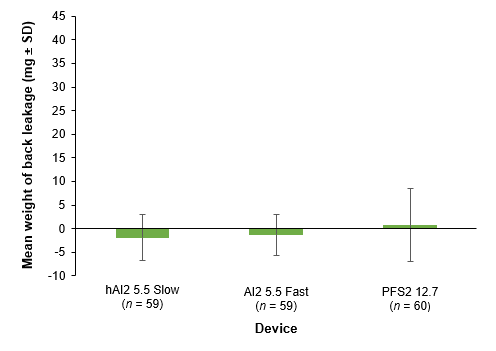 Mean weight of back leakage (mg ± SD)
45
40
35
30
25
20
15
10
5
0
-5
-10
hAI2 5.5 Slow
(n = 59)
AI2 5.5 Fast
(n = 59)
PFS2 12.7
(n = 60)
Device